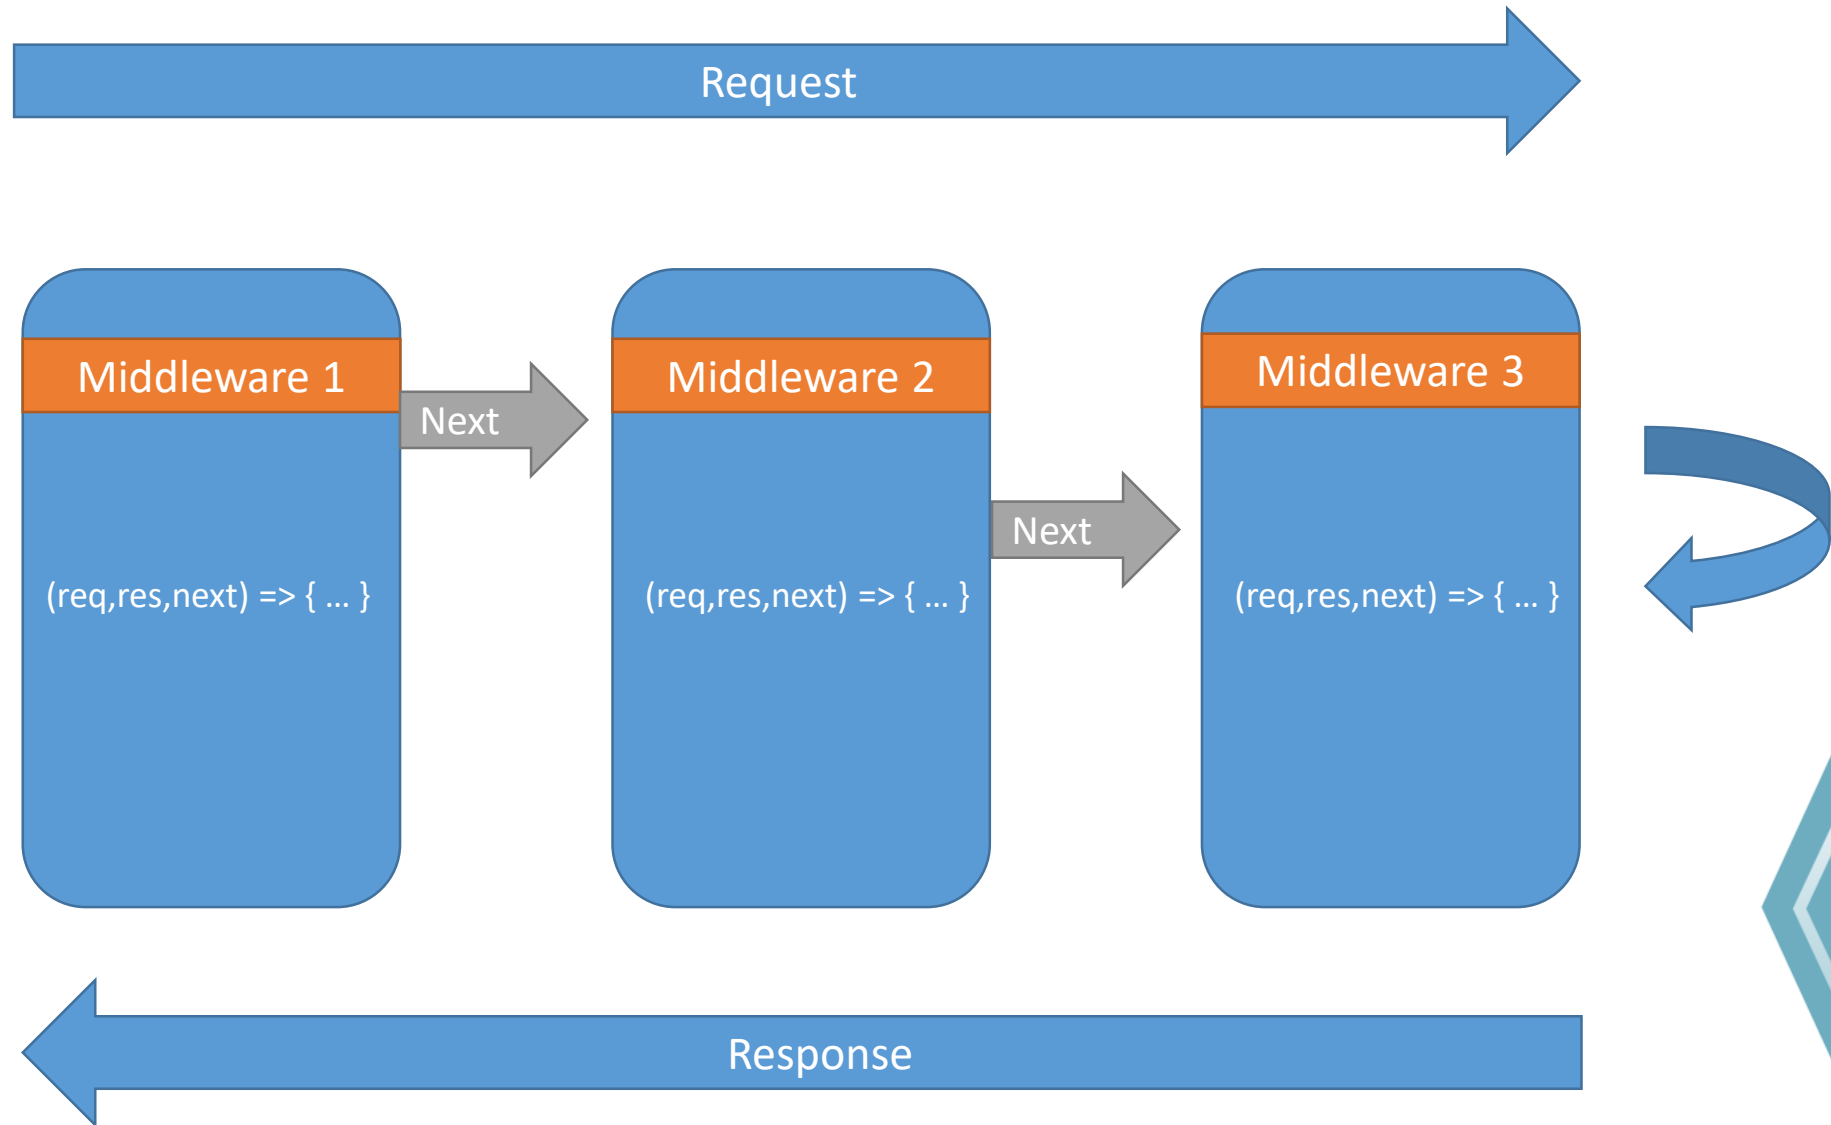 Request
Middleware 1
Middleware 2
Middleware 3
Next
Next
(req,res,next) => { ... }
(req,res,next) => { ... }
(req,res,next) => { ... }
Response